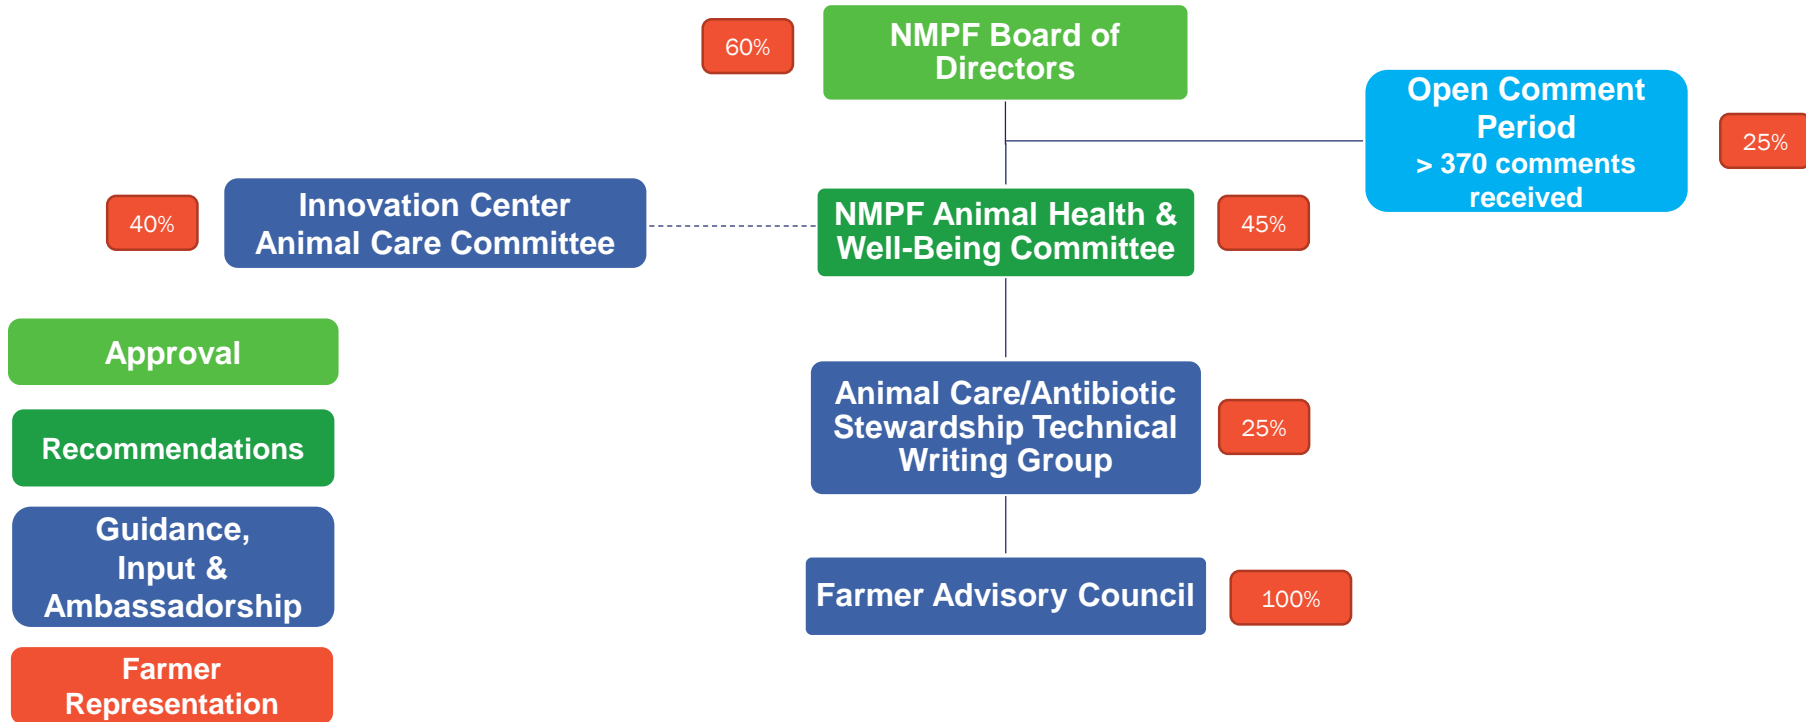 60%
NMPF Board of
Directors
Open Comment
Period
> 370 comments
received
25%
40%
Innovation Center
Animal Care Committee
NMPF Animal Health &
Well-Being Committee
45%
Approval
Recommendations
Guidance,
Input &
Ambassadorship
Farmer
Representation
Animal Care/Antibiotic
Stewardship Technical
Writing Group
25%
Farmer Advisory Council
100%